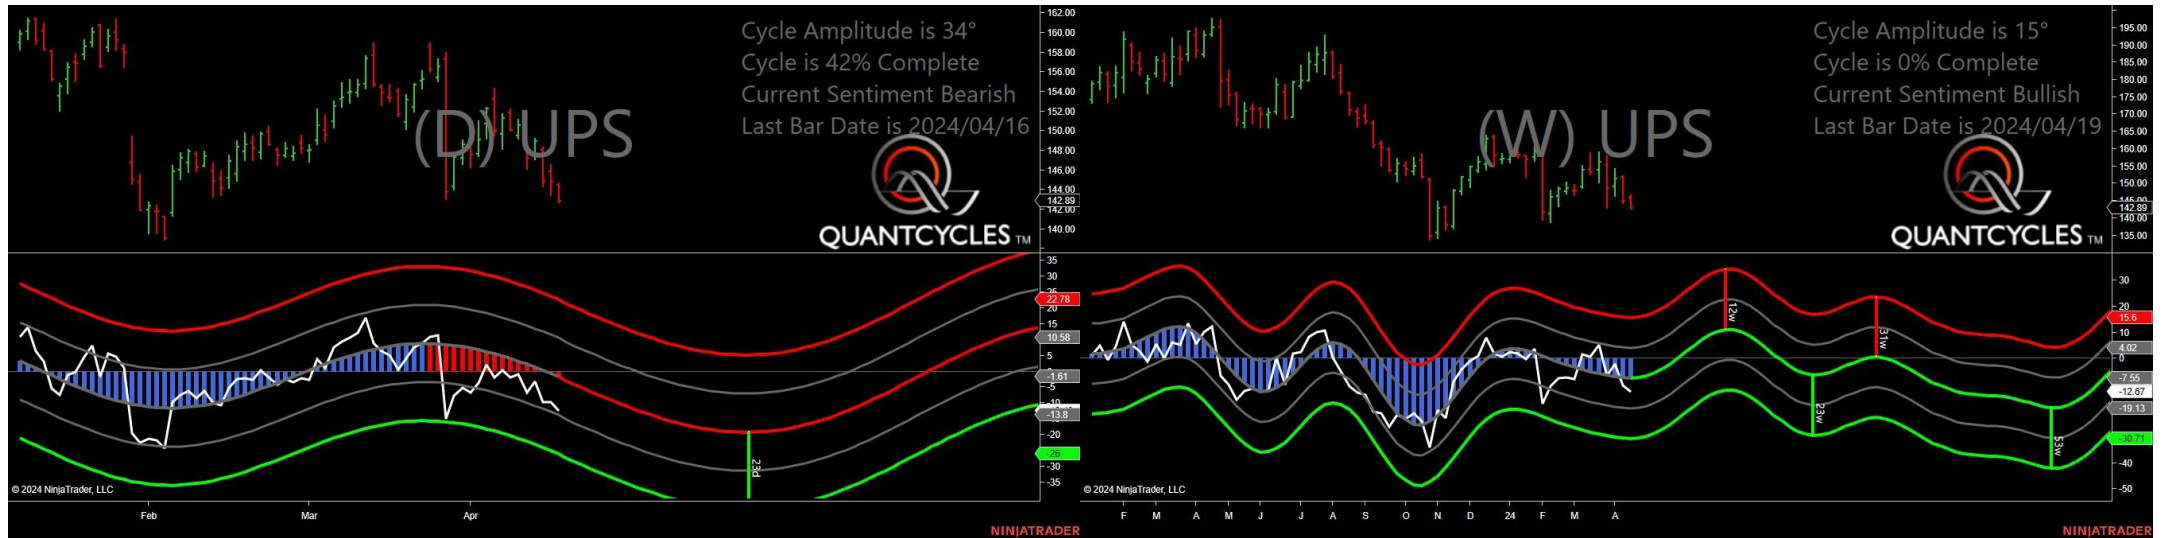 Cycle Amplitude is 34°
Cycle is 42% Complete
Current Sentiment Bearish
Last Bar Date is 2024/04/16
(D) UPS
QUANTCYCLES TM
162.00
160.00
158.00
156.00
154.00
152.00
150.00
148.00
146.00
144.00
142.89
142.00
140.00
35
30
25
22.78
20
15
10.58
5
-1.61
-5
-10
-13.8
-20
-26
-30
-35
23d
© 2024 NinjaTrader, LLC
Feb Mar Apr
NINJATRADER
Cycle Amplitude is 15°
Cycle is 0% Complete
Current Sentiment Bullish
Last Bar Date is 2024/04/19
(W) UPS
QUANTCYCLES TM
195.00
190.00
185.00
180.00
175.00
170.00
165.00
160.00
155.00
150.00
145.00
142.89
140.00
135.00
30
20
15.6
10
4.02
0
-7.55
-12.67
-19.13
-30.71
-40
-50
12w
31w
23w
53w
© 2024 NinjaTrader, LLC
F M A M J J A S O N D 24 F M A
NINJATRADER